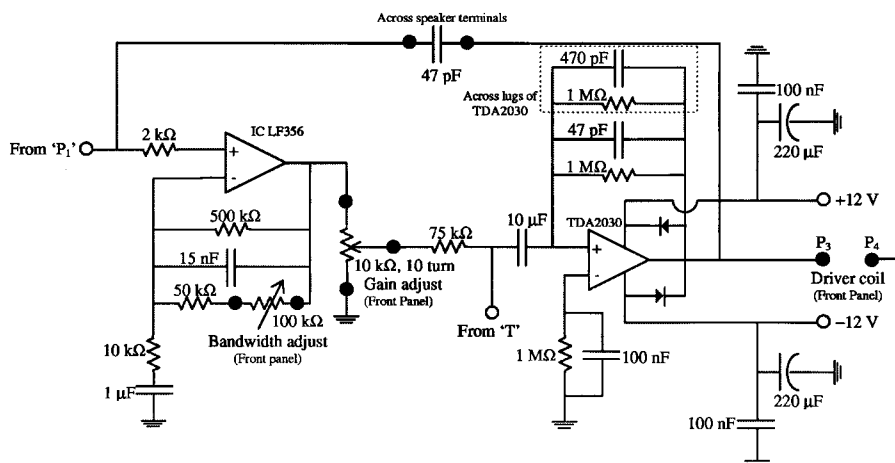 Across speaker terminals
47 pF
470 pF
Across lugs of
TDA2030
1 MΩ
47 pF
1 MΩ
100 nF
220 µF
From ‘P₁’
2 kΩ
IC LF356
+
-
500 kΩ
15 nF
50 kΩ
100 kΩ
Bandwidth adjust
(Front panel)
10 kΩ
1 µF
10 kΩ, 10 turn
Gain adjust
(Front Panel)
75 kΩ
10 µF
From ‘T’
TDA2030
+
-
1 MΩ
100 nF
+12 V
P₃
P₄
Driver coil
(Front Panel)
−12 V
220 µF
100 nF